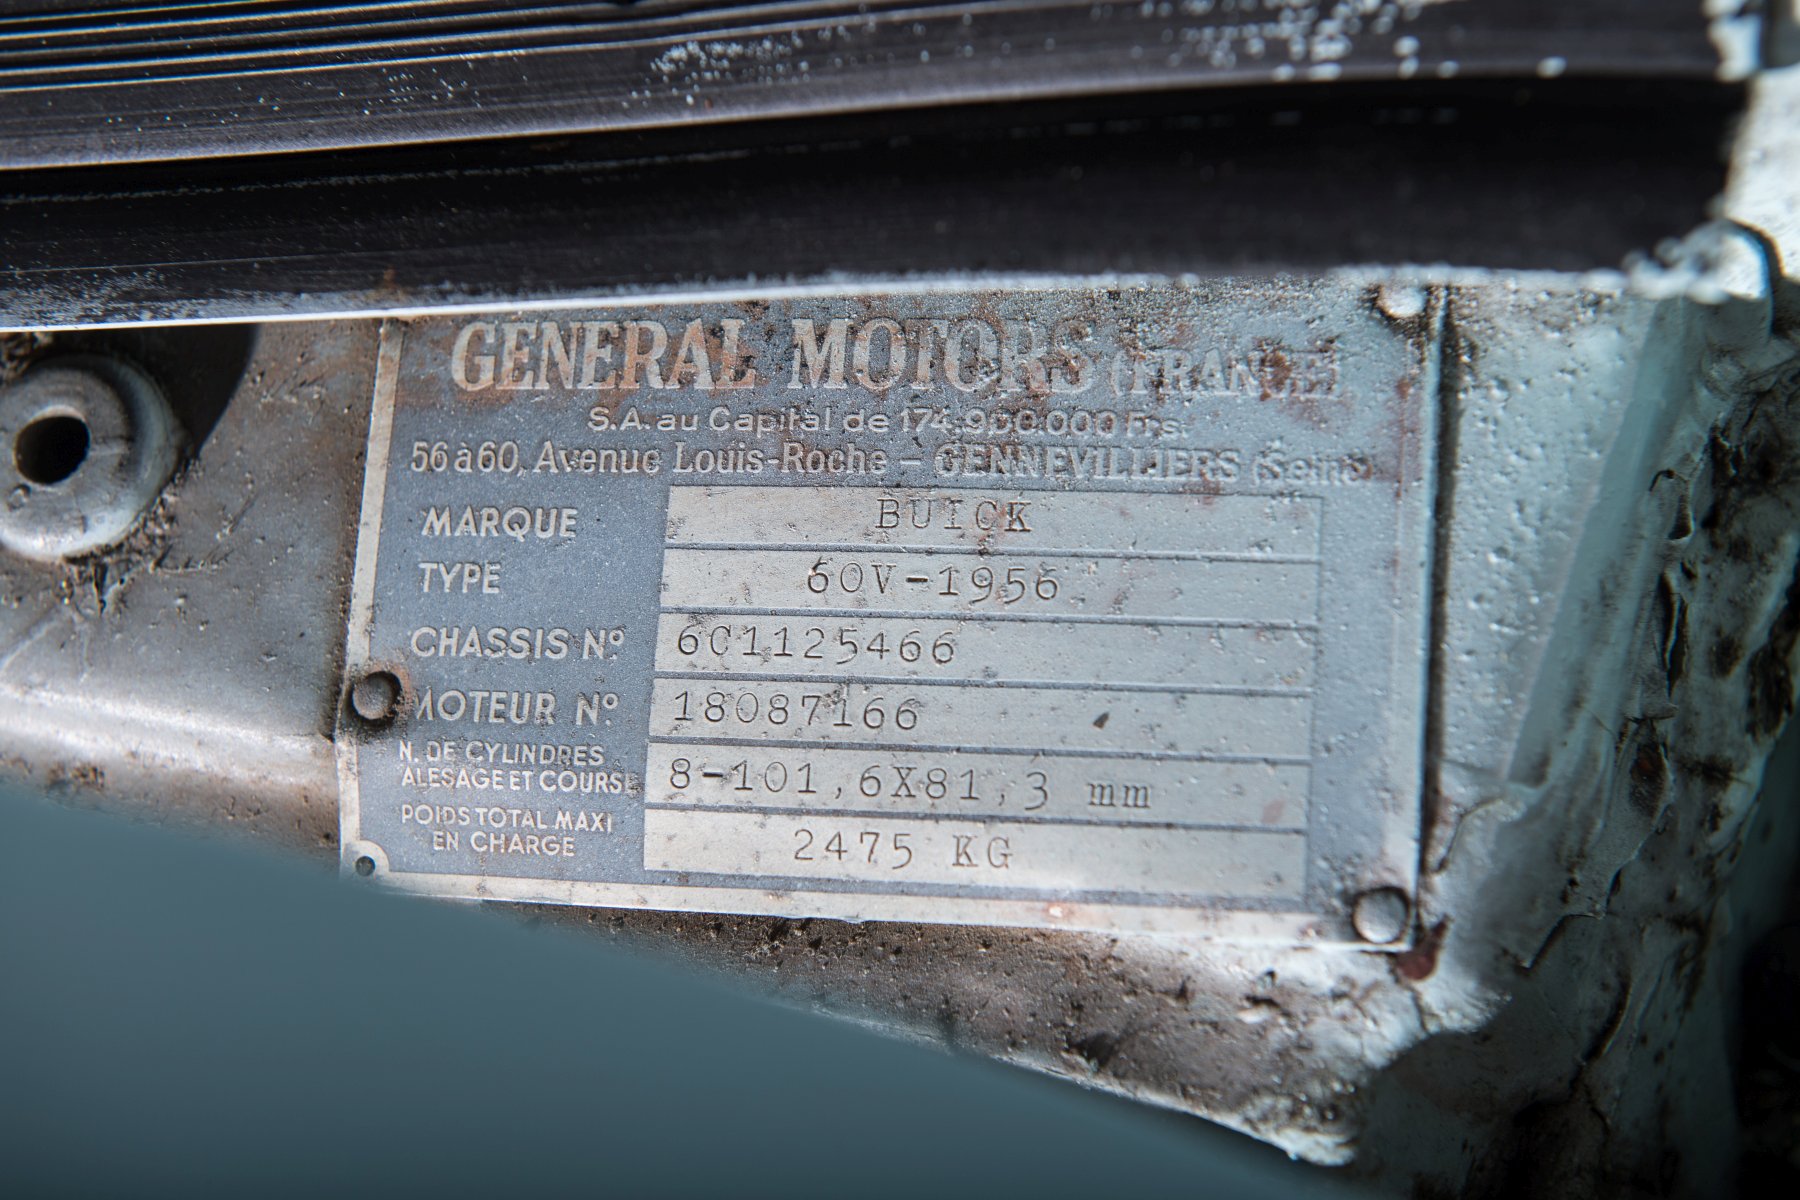 GENERAL MOTORS (FRANCE)
S.A. au Capital de 174.900.000 Frs.
56 à 60, Avenue Louis-Roche - GENNEVILLIERS (Seine)
MARQUE BUICK
TYPE 60V-1956
CHASSIS Nº 6C1125466
MOTEUR Nº 18087166
N. DE CYLINDRES
ALESAGE ET COURSE 8-101,6X81,3 mm
POIDS TOTAL MAXI
EN CHARGE 2475 KG